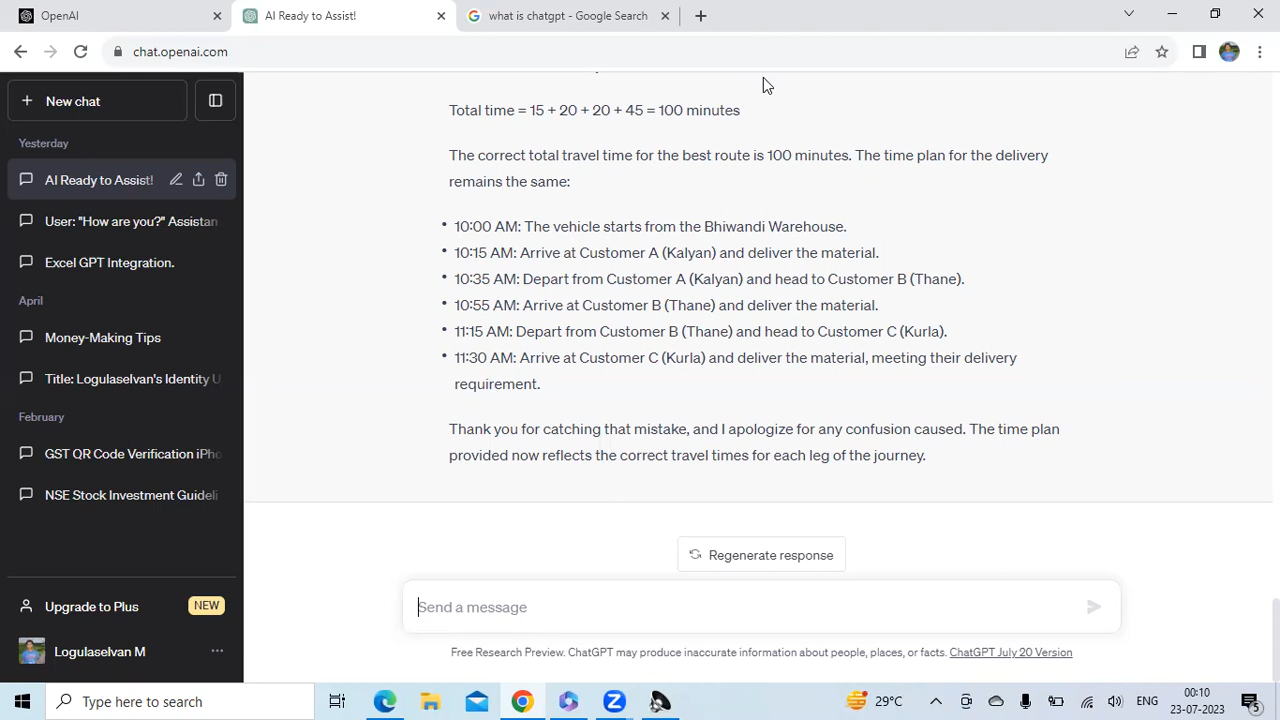 OpenAI
AI Ready to Assist!
what is chatgpt - Google Search
chat.openai.com
New chat
Yesterday
AI Ready to Assist!
User: "How are you?" Assistan
Excel GPT Integration.
April
Money-Making Tips
Title: Logulaselvan's Identity U
February
GST QR Code Verification iPho
NSE Stock Investment Guideli
Upgrade to Plus
NEW
Logulaselvan M
Total time = 15 + 20 + 20 + 45 = 100 minutes
The correct total travel time for the best route is 100 minutes. The time plan for the delivery
remains the same:
• 10:00 AM: The vehicle starts from the Bhiwandi Warehouse.
• 10:15 AM: Arrive at Customer A (Kalyan) and deliver the material.
• 10:35 AM: Depart from Customer A (Kalyan) and head to Customer B (Thane).
• 10:55 AM: Arrive at Customer B (Thane) and deliver the material.
• 11:15 AM: Depart from Customer B (Thane) and head to Customer C (Kurla).
• 11:30 AM: Arrive at Customer C (Kurla) and deliver the material, meeting their delivery
requirement.
Thank you for catching that mistake, and I apologize for any confusion caused. The time plan
provided now reflects the correct travel times for each leg of the journey.
Regenerate response
Send a message
Free Research Preview. ChatGPT may produce inaccurate information about people, places, or facts. ChatGPT July 20 Version
Type here to search
29°C
ENG
00:10
23-07-2023
5